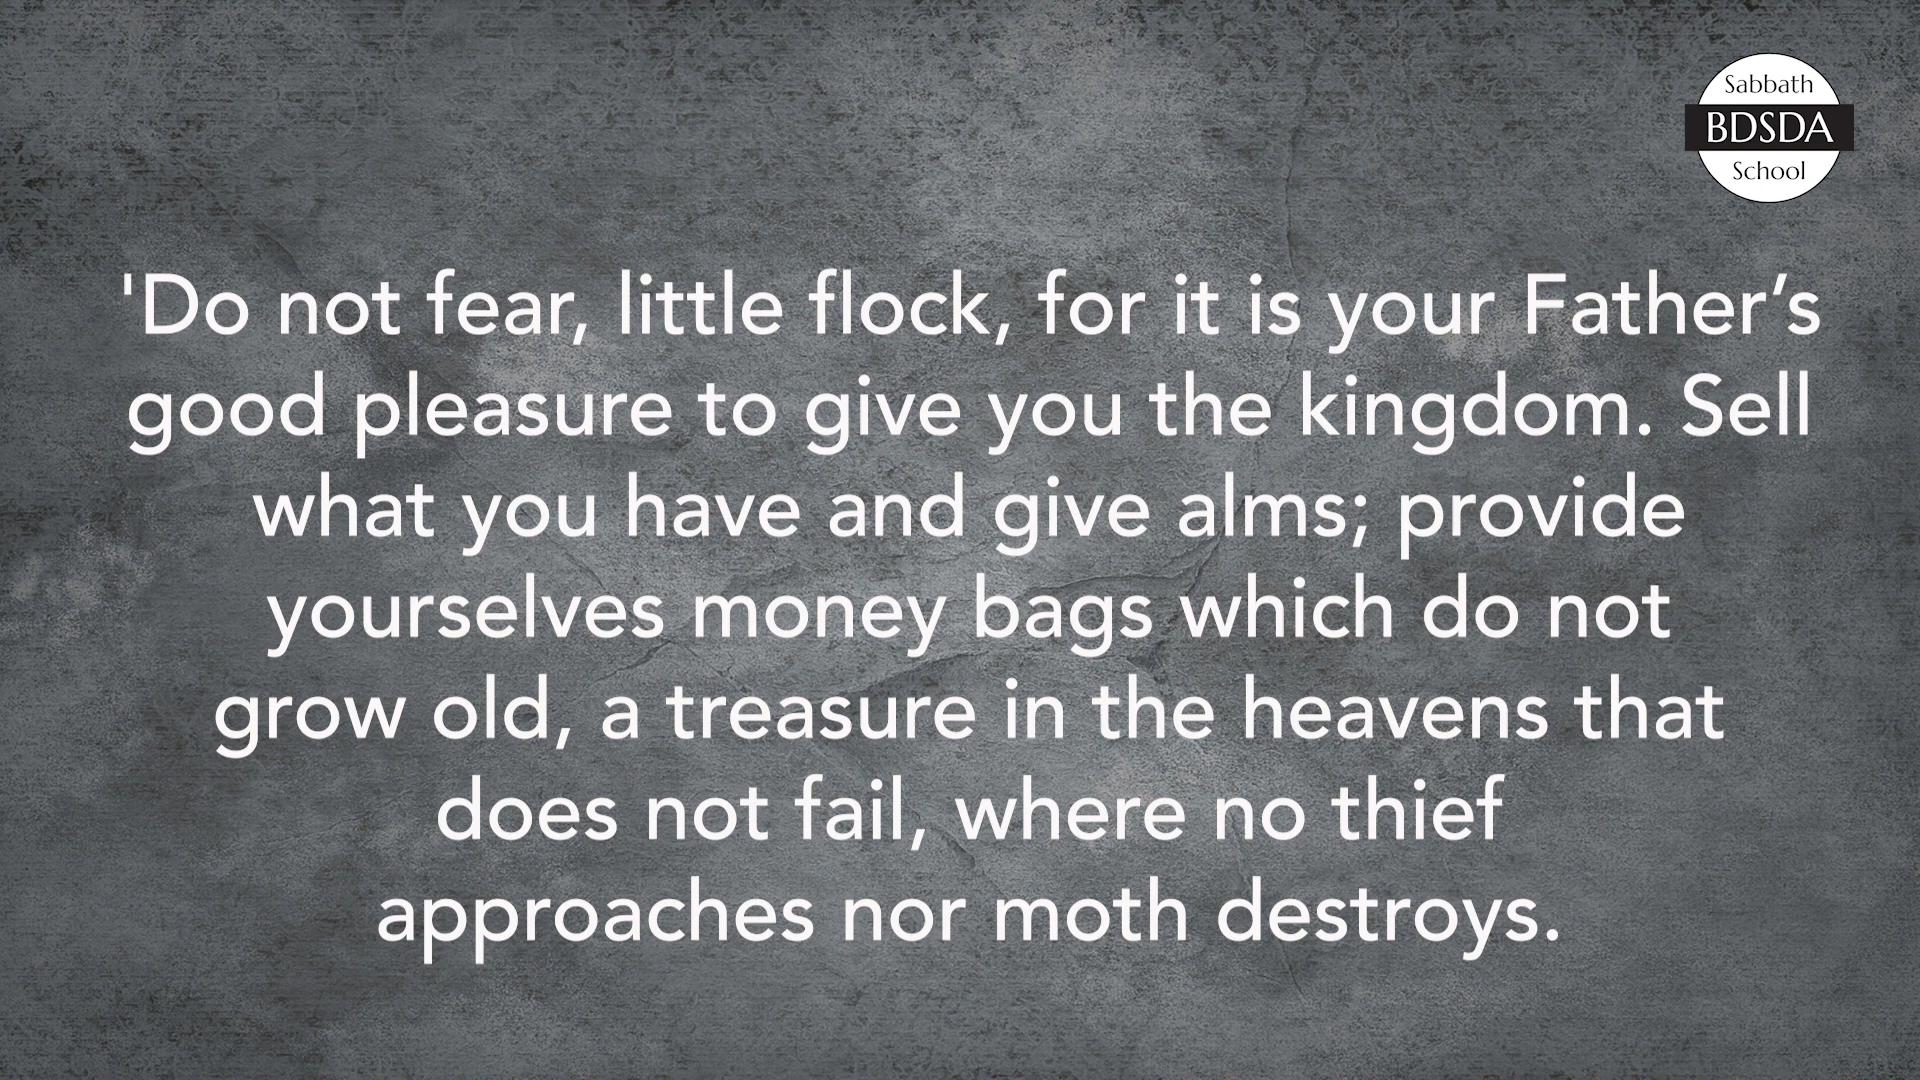 Sabbath
BDSDA
School
'Do not fear, little flock, for it is your Father’s
good pleasure to give you the kingdom. Sell
what you have and give alms; provide
yourselves money bags which do not
grow old, a treasure in the heavens that
does not fail, where no thief
approaches nor moth destroys.